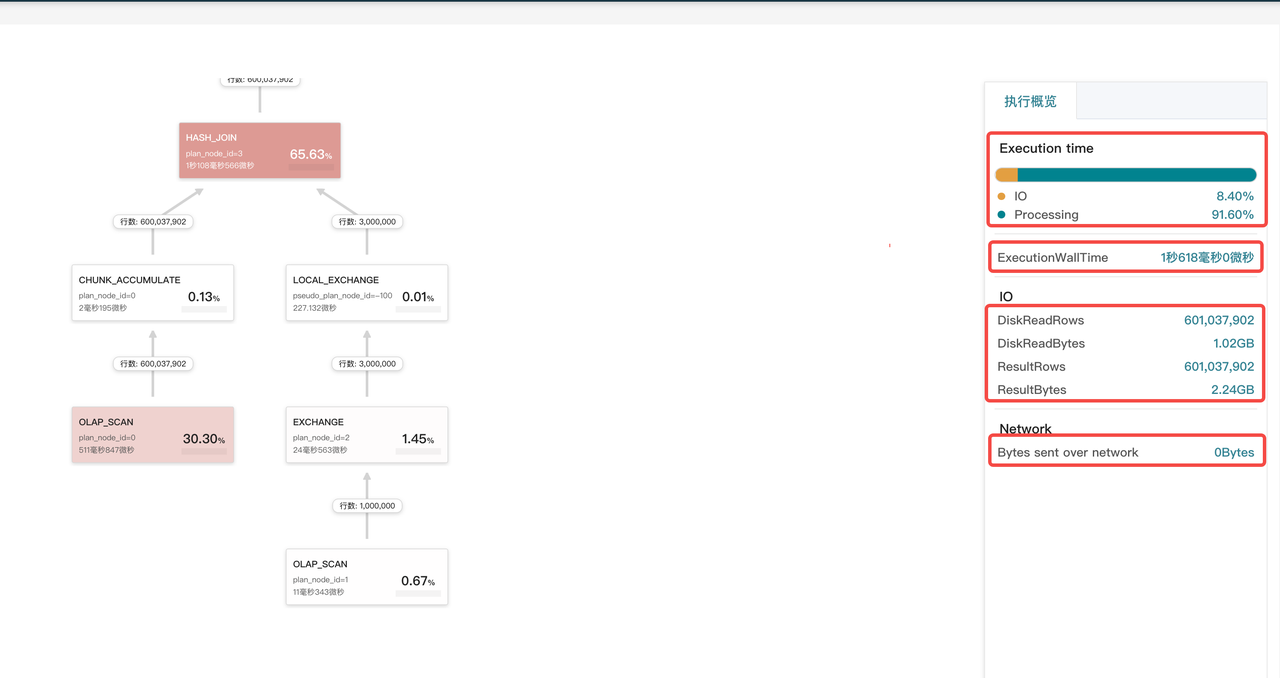 行数: 600,037,902
HASH_JOIN
plan_node_id=3
65.63%
1秒108毫秒566微秒
行数: 600,037,902
行数: 3,000,000
CHUNK_ACCUMULATE
plan_node_id=0
0.13%
2毫秒195微秒
LOCAL_EXCHANGE
pseudo_plan_node_id=-100
0.01%
227.132微秒
行数: 600,037,902
行数: 3,000,000
OLAP_SCAN
plan_node_id=0
30.30%
511毫秒847微秒
EXCHANGE
plan_node_id=2
1.45%
24毫秒563微秒
行数: 1,000,000
OLAP_SCAN
plan_node_id=1
0.67%
11毫秒343微秒
执行概览
Execution time
IO 8.40%
Processing 91.60%
ExecutionWallTime 1秒618毫秒0微秒
IO
DiskReadRows 601,037,902
DiskReadBytes 1.02GB
ResultRows 601,037,902
ResultBytes 2.24GB
Network
Bytes sent over network 0Bytes